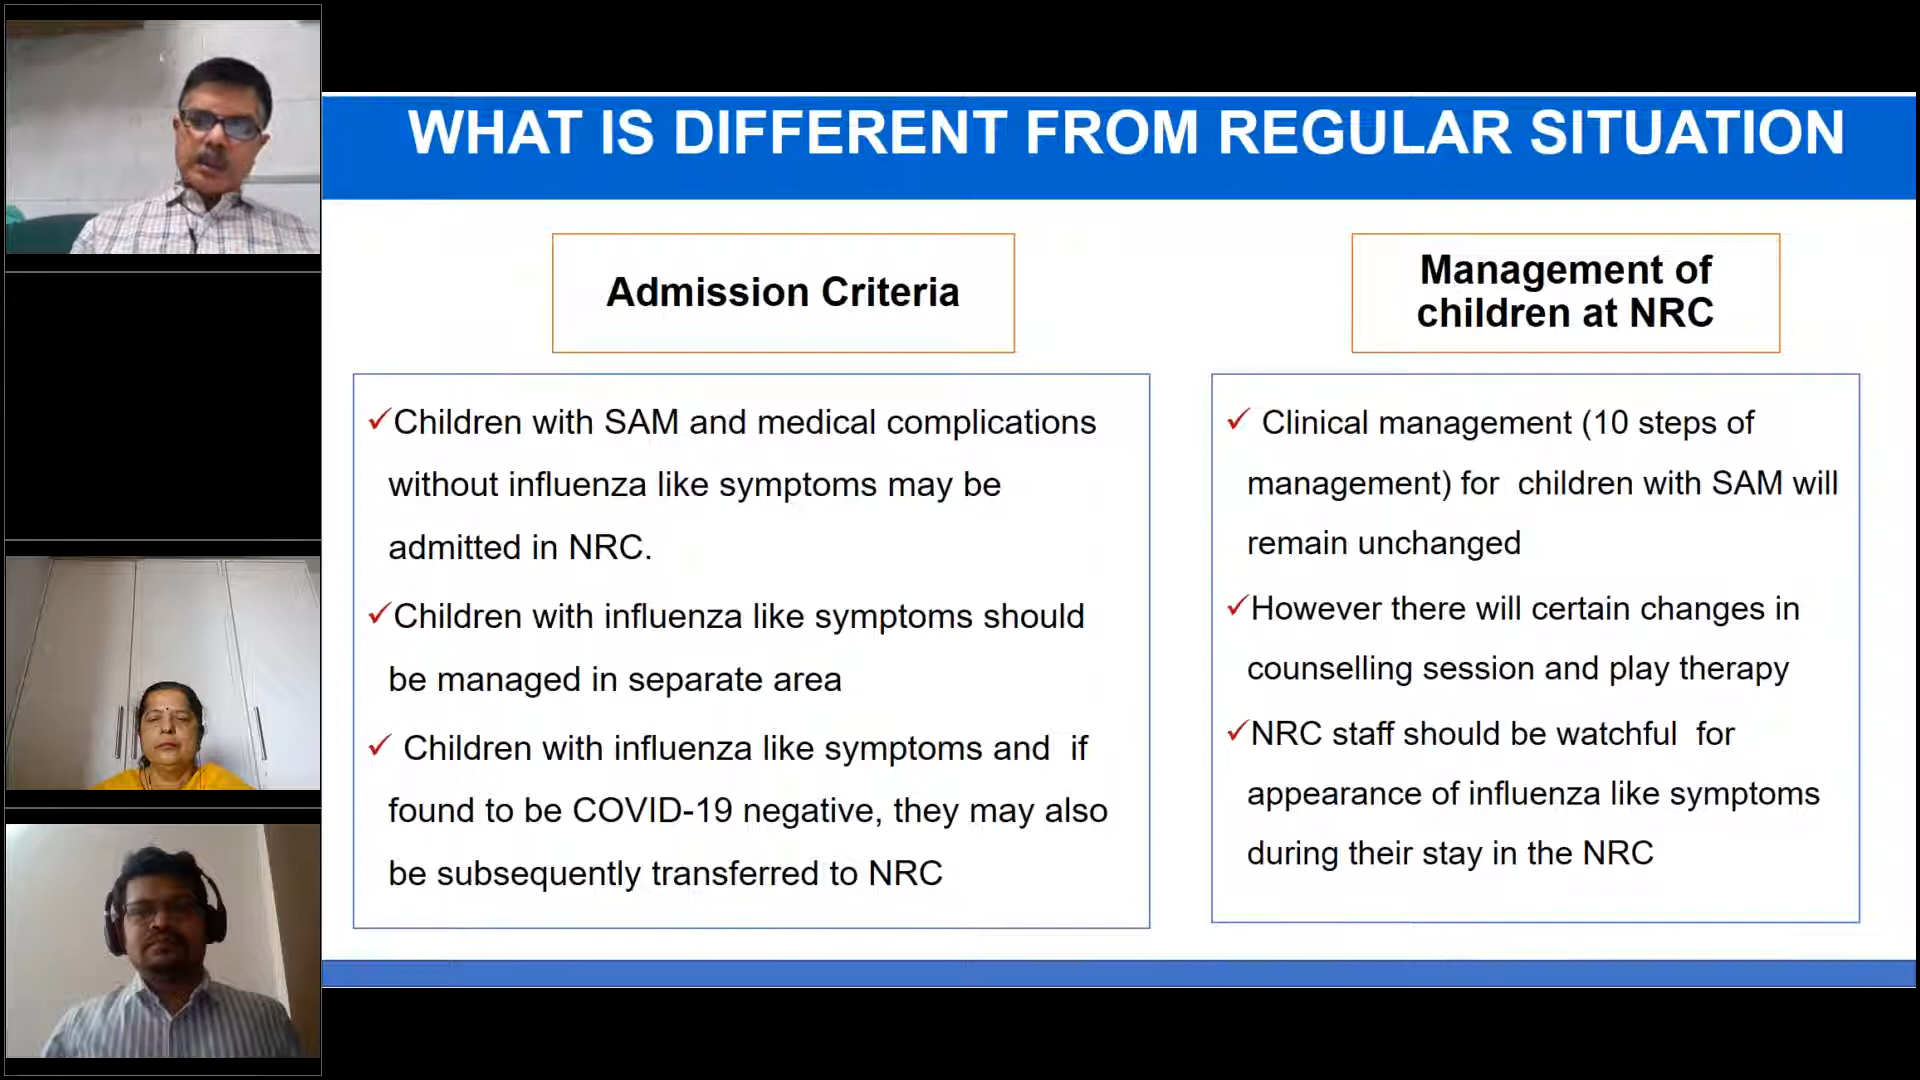 WHAT IS DIFFERENT FROM REGULAR SITUATION
Admission Criteria
✓Children with SAM and medical complications
without influenza like symptoms may be
admitted in NRC.
✓Children with influenza like symptoms should
be managed in separate area
✓ Children with influenza like symptoms and if
found to be COVID-19 negative, they may also
be subsequently transferred to NRC
Management of
children at NRC
✓ Clinical management (10 steps of
management) for children with SAM will
remain unchanged
✓However there will certain changes in
counselling session and play therapy
✓NRC staff should be watchful for
appearance of influenza like symptoms
during their stay in the NRC